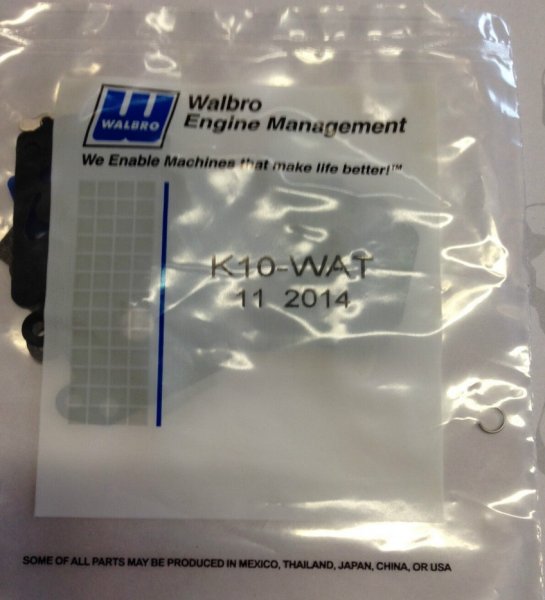 WALBRO
Walbro
Engine Management
We Enable Machines that make life better!™
K10-WAT
11 2014
SOME OF ALL PARTS MAY BE PRODUCED IN MEXICO, THAILAND, JAPAN, CHINA, OR USA